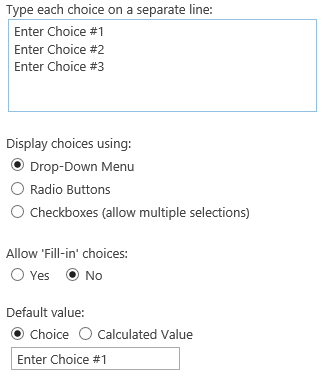 Type each choice on a separate line:
Enter Choice #1
Enter Choice #2
Enter Choice #3
Display choices using:
Drop-Down Menu
Radio Buttons
Checkboxes (allow multiple selections)
Allow 'Fill-in' choices:
Yes No
Default value:
Choice Calculated Value
Enter Choice #1